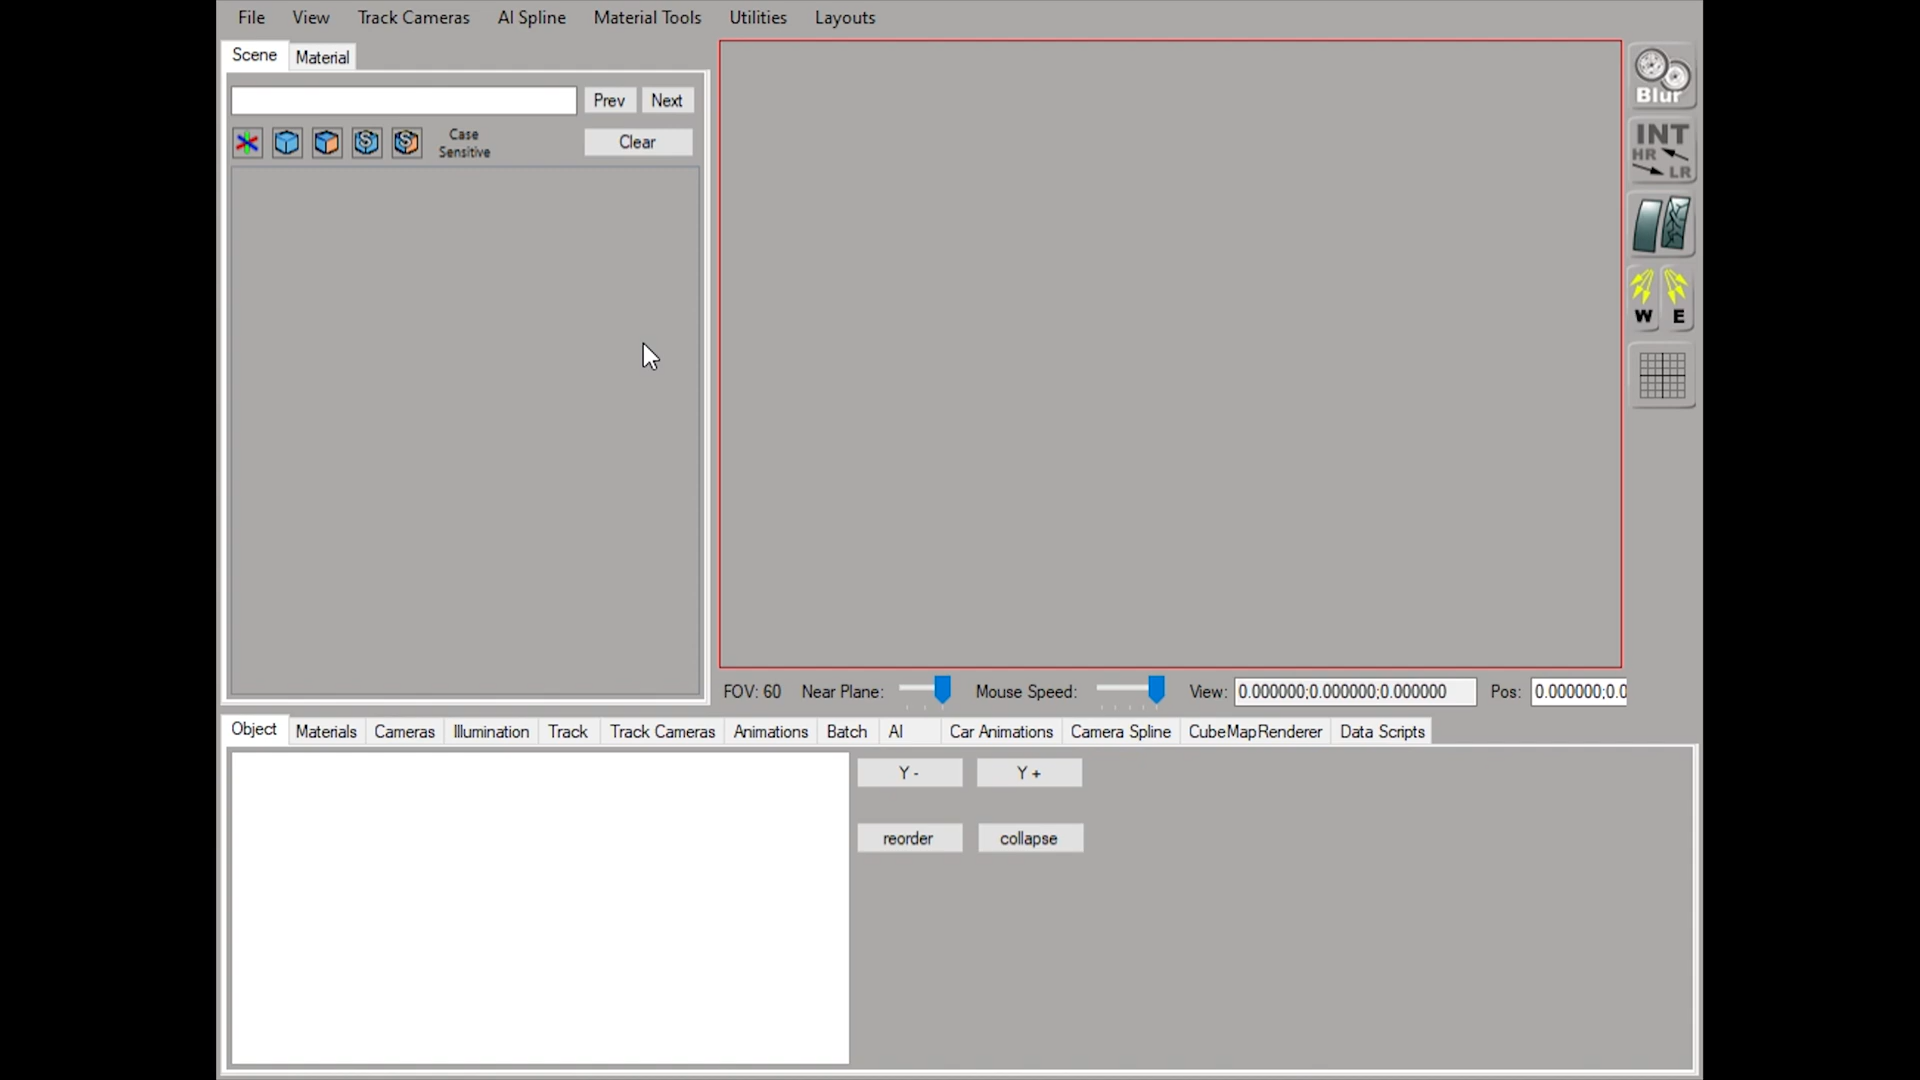 File View Track Cameras AI Spline Material Tools Utilities Layouts
Scene Material
Prev Next
Case
Sensitive
Clear
Blur
INT
HR
LR
W E
FOV: 60 Near Plane: Mouse Speed: View: 0.000000;0.000000;0.000000 Pos: 0.000000;0.0
Object Materials Cameras Illumination Track Track Cameras Animations Batch AI Car Animations Camera Spline CubeMapRenderer Data Scripts
Y - Y +
reorder collapse